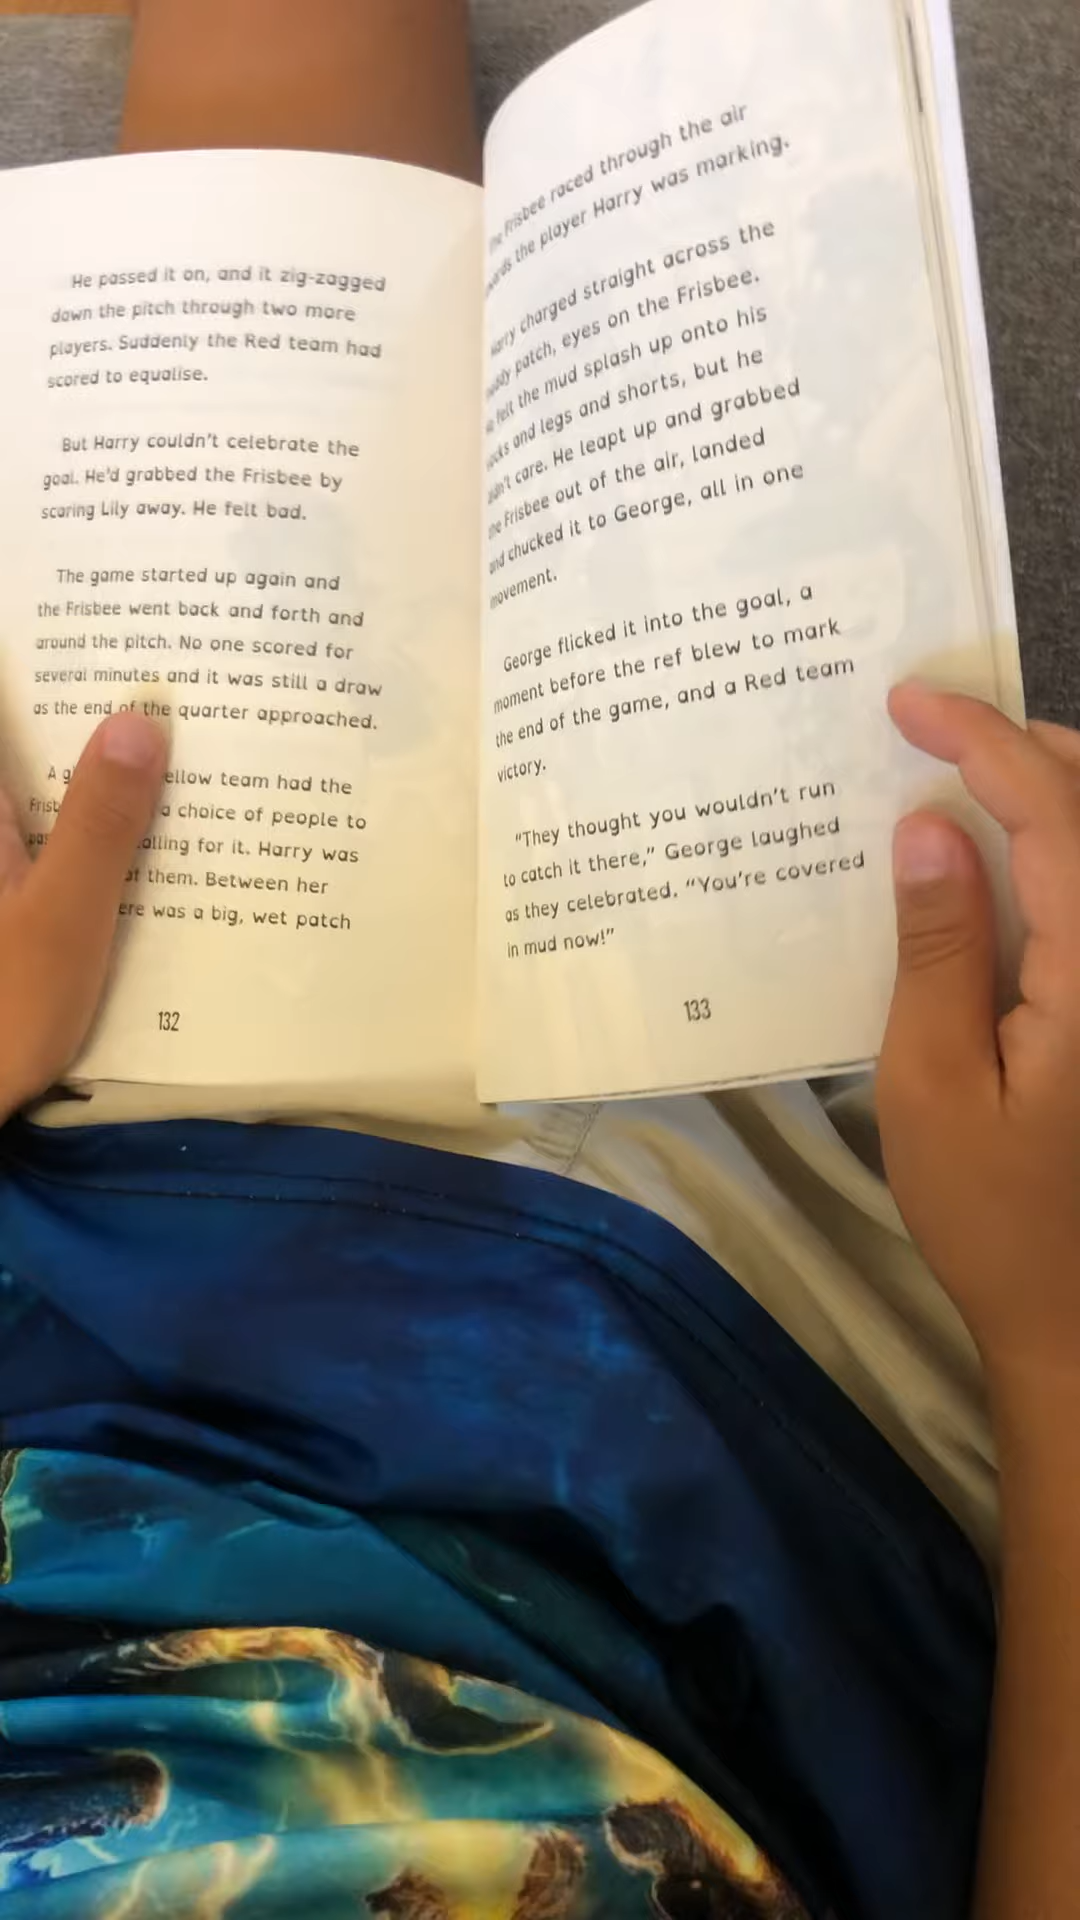 He passed it on, and it zig-zagged
down the pitch through two more
players. Suddenly the Red team had
scored to equalise.
But Harry couldn't celebrate the
goal. He'd grabbed the Frisbee by
scaring Lily away. He felt bad.
The game started up again and
the Frisbee went back and forth and
around the pitch. No one scored for
several minutes and it was still a draw
as the end of the quarter approached.
A team had the
a choice of people to
for it. Harry was
them. Between her
was a big, wet patch
132
the Frisbee raced through the air
the player Harry was marking.
Harry charged straight across the
patch, eyes on the Frisbee.
felt the mud splash up onto his
and legs and shorts, but he
didn't care. He leapt up and grabbed
the Frisbee out of the air, landed
and chucked it to George, all in one
movement.
George flicked it into the goal, a
moment before the ref blew to mark
the end of the game, and a Red team
victory.
"They thought you wouldn't run
to catch it there," George laughed
as they celebrated. "You're covered
in mud now!"
133